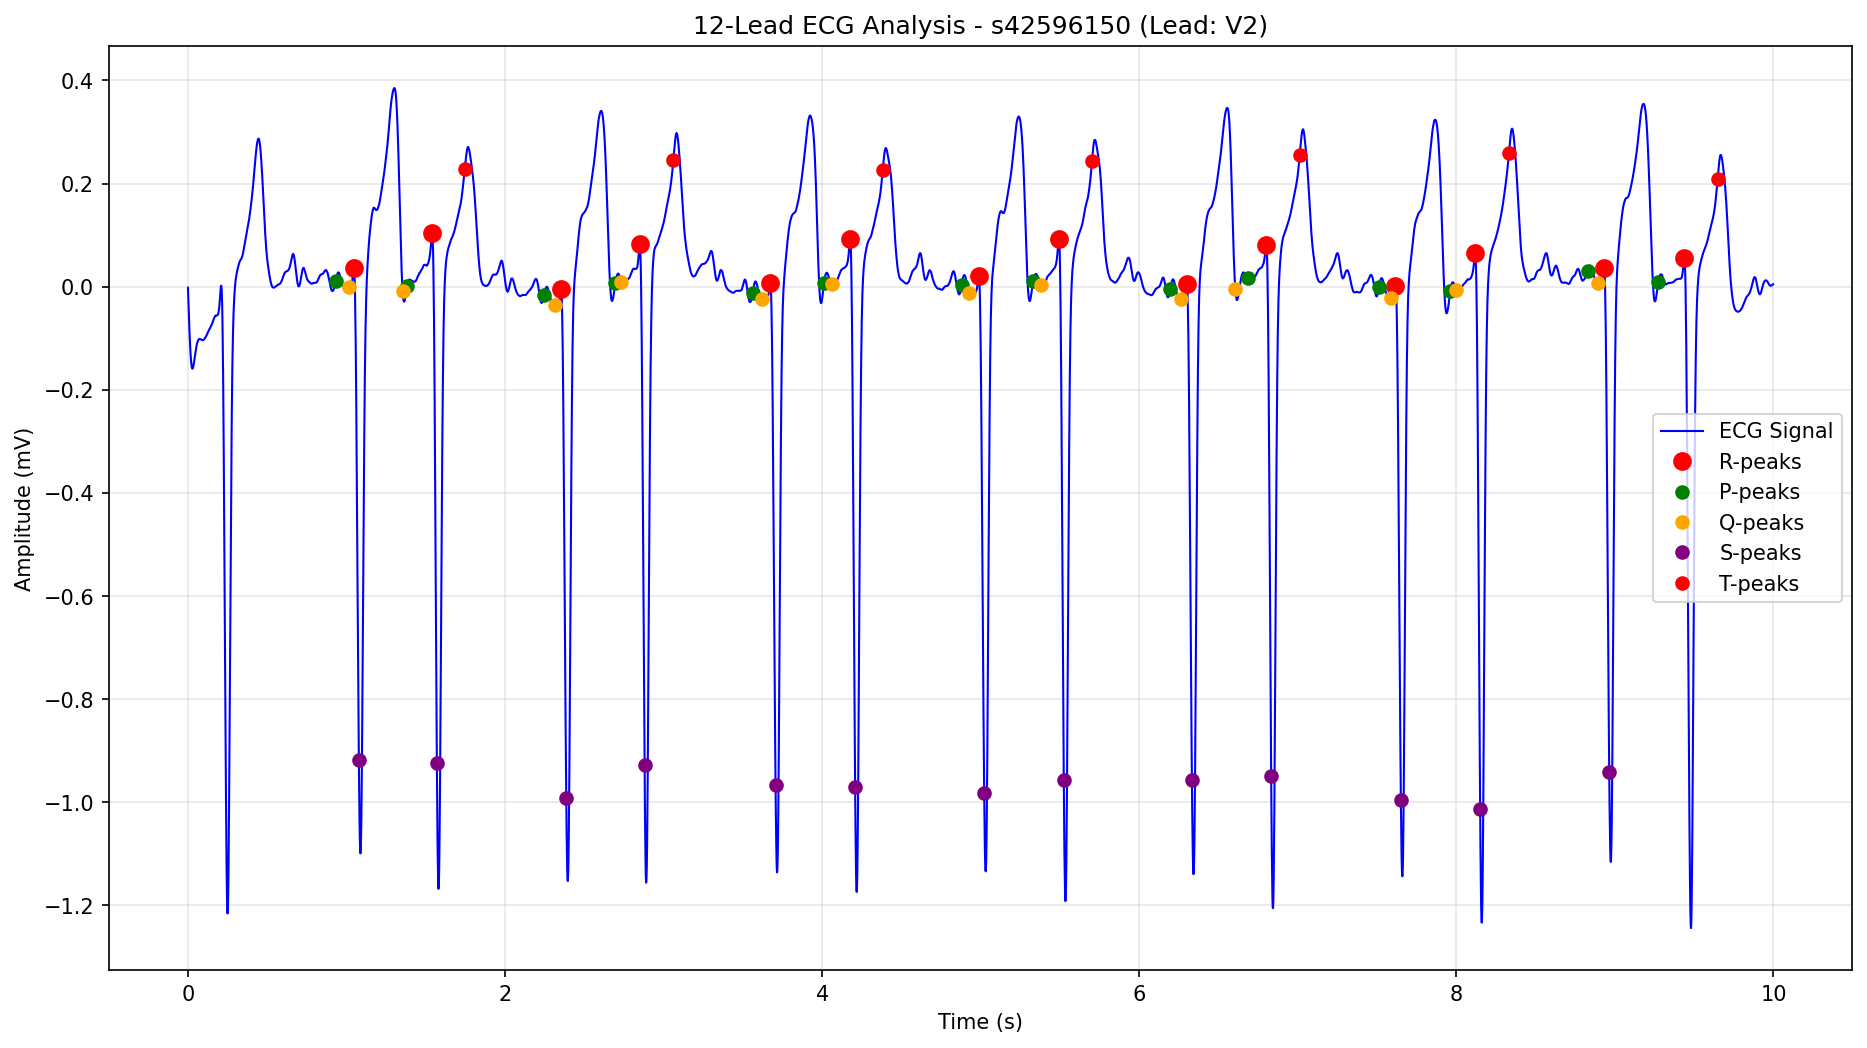 12-Lead ECG Analysis - s42596150 (Lead: V2)
Amplitude (mV)
0.4
0.2
0.0
−0.2
−0.4
−0.6
−0.8
−1.0
−1.2
ECG Signal
R-peaks
P-peaks
Q-peaks
S-peaks
T-peaks
0 2 4 6 8 10
Time (s)